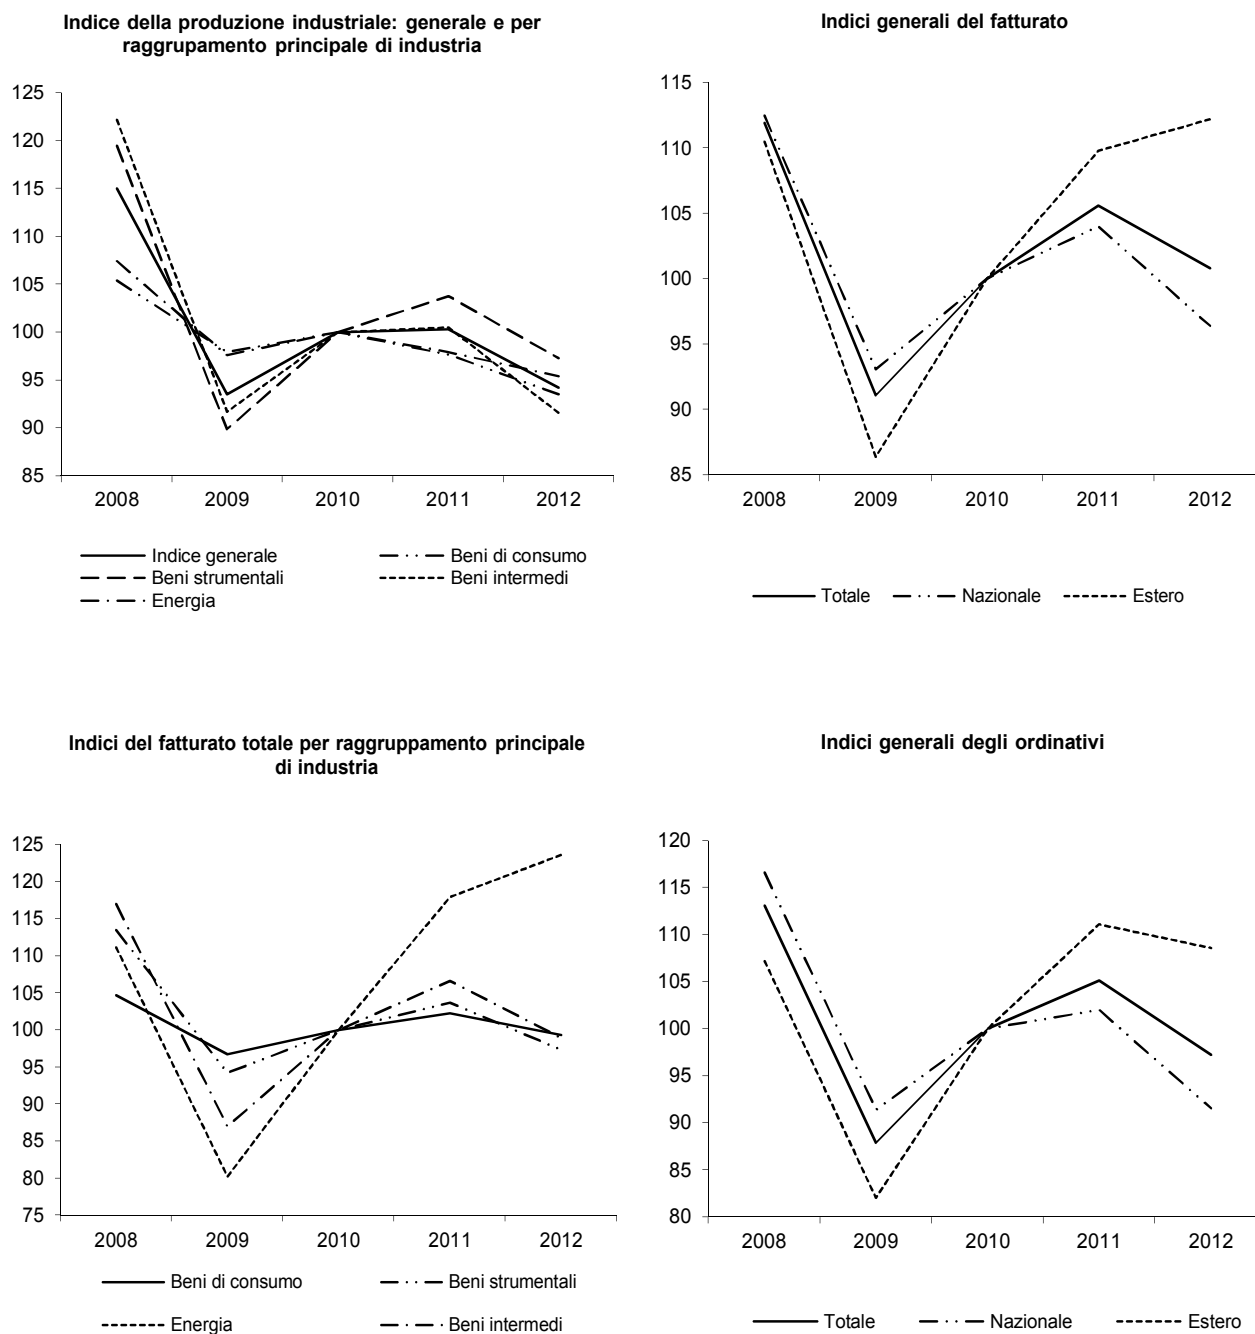 Indice della produzione industriale: generale e per
raggrupamento principale di industria
125
120
115
110
105
100
95
90
85
2008 2009 2010 2011 2012
Indice generale Beni di consumo
Beni strumentali Beni intermedi
Energia
Indici generali del fatturato
115
110
105
100
95
90
85
2008 2009 2010 2011 2012
Totale Nazionale Estero
Indici del fatturato totale per raggruppamento principale
di industria
125
120
115
110
105
100
95
90
85
80
75
2008 2009 2010 2011 2012
Beni di consumo Beni strumentali
Energia Beni intermedi
Indici generali degli ordinativi
120
115
110
105
100
95
90
85
80
2008 2009 2010 2011 2012
Totale Nazionale Estero